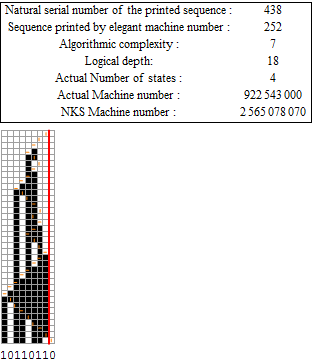 Natural serial number of the printed sequence : 438
Sequence printed by elegant machine number : 252
Algorithmic complexity : 7
Logical depth: 18
Actual Number of states : 4
Actual Machine number : 922 543 000
NKS Machine number : 2 565 078 070
10110110